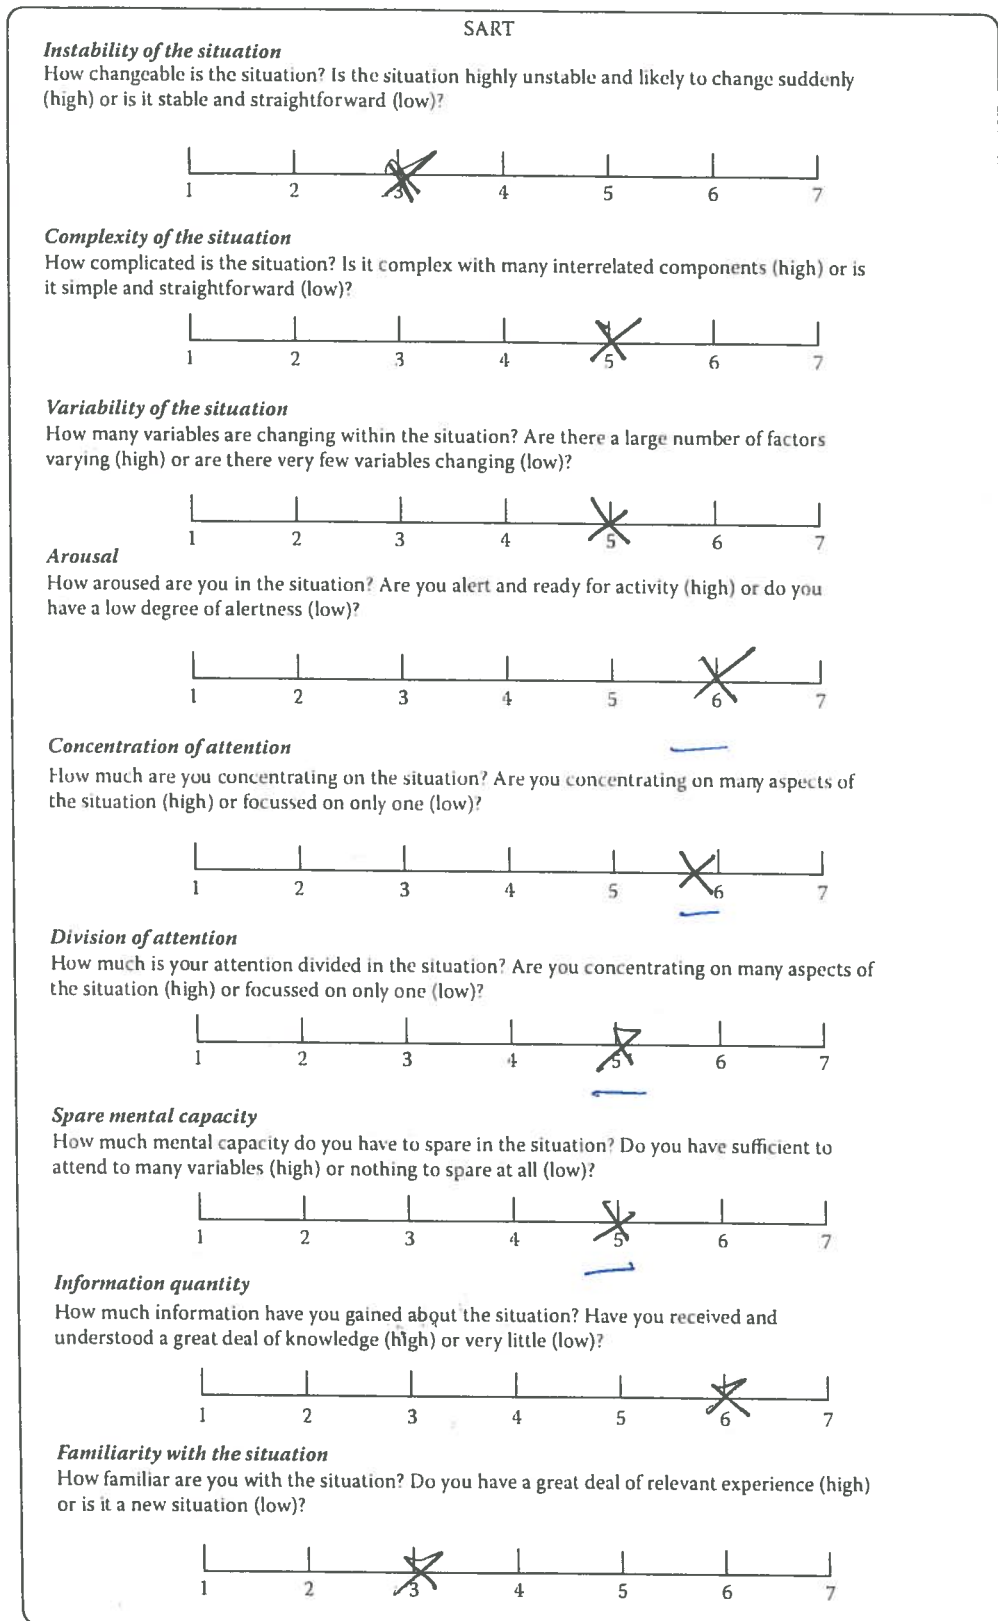 SART
Instability of the situation
How changeable is the situation? Is the situation highly unstable and likely to change suddenly
(high) or is it stable and straightforward (low)?
1 2 3 4 5 6 7
Complexity of the situation
How complicated is the situation? Is it complex with many interrelated components (high) or is
it simple and straightforward (low)?
1 2 3 4 5 6 7
Variability of the situation
How many variables are changing within the situation? Are there a large number of factors
varying (high) or are there very few variables changing (low)?
1 2 3 4 5 6 7
Arousal
How aroused are you in the situation? Are you alert and ready for activity (high) or do you
have a low degree of alertness (low)?
1 2 3 4 5 6 7
Concentration of attention
How much are you concentrating on the situation? Are you concentrating on many aspects of
the situation (high) or focussed on only one (low)?
1 2 3 4 5 6 7
Division of attention
How much is your attention divided in the situation? Are you concentrating on many aspects of
the situation (high) or focussed on only one (low)?
1 2 3 4 5 6 7
Spare mental capacity
How much mental capacity do you have to spare in the situation? Do you have sufficient to
attend to many variables (high) or nothing to spare at all (low)?
1 2 3 4 5 6 7
Information quantity
How much information have you gained about the situation? Have you received and
understood a great deal of knowledge (high) or very little (low)?
1 2 3 4 5 6 7
Familiarity with the situation
How familiar are you with the situation? Do you have a great deal of relevant experience (high)
or is it a new situation (low)?
1 2 3 4 5 6 7